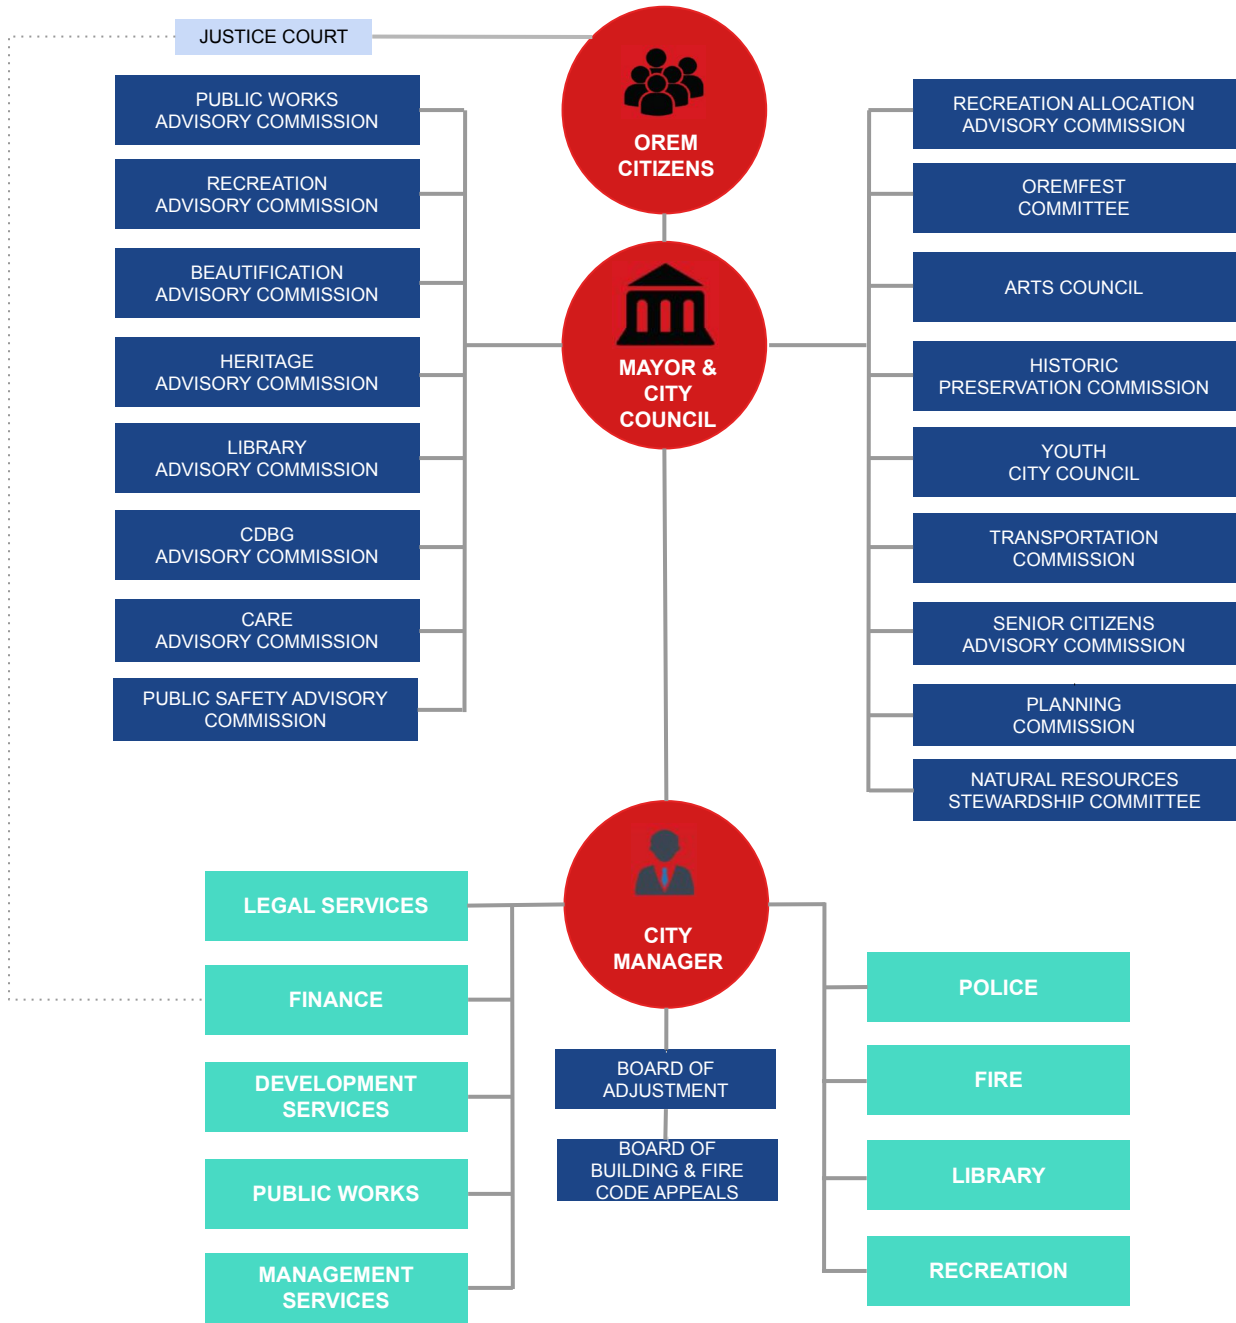 JUSTICE COURT
OREM
CITIZENS
PUBLIC WORKS
ADVISORY COMMISSION
RECREATION
ADVISORY COMMISSION
BEAUTIFICATION
ADVISORY COMMISSION
HERITAGE
ADVISORY COMMISSION
LIBRARY
ADVISORY COMMISSION
CDBG
ADVISORY COMMISSION
CARE
ADVISORY COMMISSION
PUBLIC SAFETY ADVISORY
COMMISSION
MAYOR &
CITY
COUNCIL
RECREATION ALLOCATION
ADVISORY COMMISSION
OREMFEST
COMMITTEE
ARTS COUNCIL
HISTORIC
PRESERVATION COMMISSION
YOUTH
CITY COUNCIL
TRANSPORTATION
COMMISSION
SENIOR CITIZENS
ADVISORY COMMISSION
PLANNING
COMMISSION
NATURAL RESOURCES
STEWARDSHIP COMMITTEE
CITY
MANAGER
LEGAL SERVICES
FINANCE
DEVELOPMENT
SERVICES
PUBLIC WORKS
MANAGEMENT
SERVICES
BOARD OF
ADJUSTMENT
BOARD OF
BUILDING & FIRE
CODE APPEALS
POLICE
FIRE
LIBRARY
RECREATION